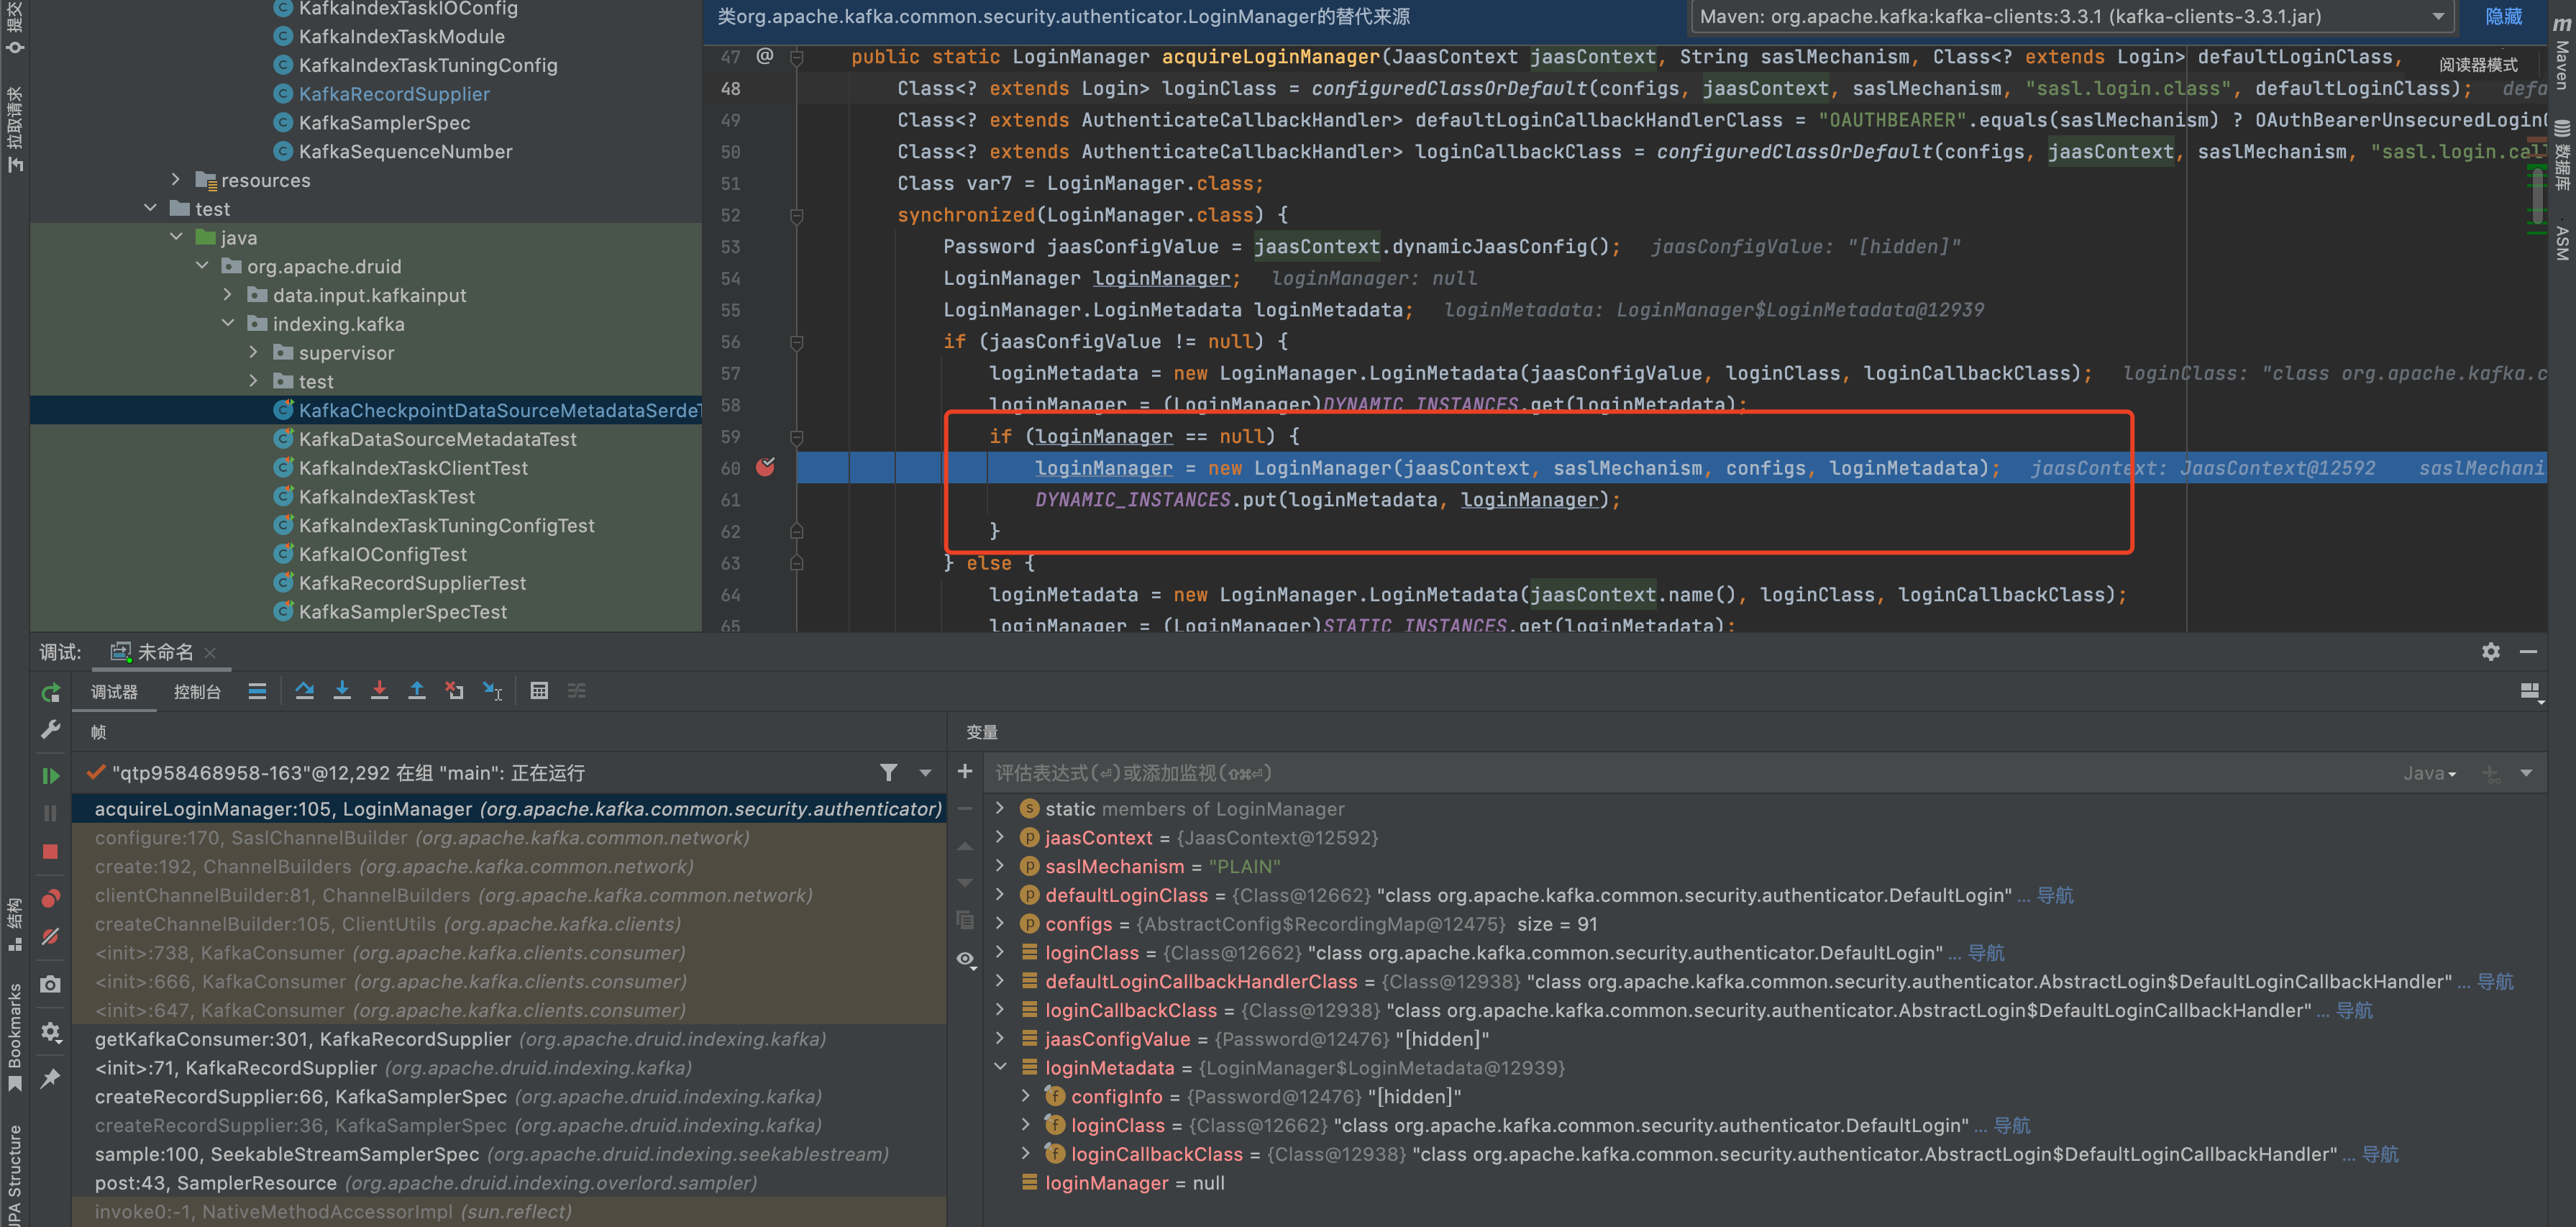 提交
拉取请求
结构
Bookmarks
JPA Structure
KafkaIndexTaskIOConfig
KafkaIndexTaskModule
KafkaIndexTaskTuningConfig
KafkaRecordSupplier
KafkaSamplerSpec
KafkaSequenceNumber
resources
test
java
org.apache.druid
data.input.kafkainput
indexing.kafka
supervisor
test
KafkaCheckpointDataSourceMetadataSerdeT
KafkaDataSourceMetadataTest
KafkaIndexTaskClientTest
KafkaIndexTaskTest
KafkaIndexTaskTuningConfigTest
KafkaIOConfigTest
KafkaRecordSupplierTest
KafkaSamplerSpecTest
类org.apache.kafka.common.security.authenticator.LoginManager的替代来源
Maven: org.apache.kafka:kafka-clients:3.3.1 (kafka-clients-3.3.1.jar)
隐藏
阅读器模式
47 @ public static LoginManager acquireLoginManager(JaasContext jaasContext, String saslMechanism, Class<? extends Login> defaultLoginClass,
48 Class<? extends Login> loginClass = configuredClassOrDefault(configs, jaasContext, saslMechanism, "sasl.login.class", defaultLoginClass); defa
49 Class<? extends AuthenticateCallbackHandler> defaultLoginCallbackHandlerClass = "OAUTHBEARER".equals(saslMechanism) ? OAuthBearerUnsecuredLogin
50 Class<? extends AuthenticateCallbackHandler> loginCallbackClass = configuredClassOrDefault(configs, jaasContext, saslMechanism, "sasl.login.call
51 Class var7 = LoginManager.class;
52 synchronized(LoginManager.class) {
53 Password jaasConfigValue = jaasContext.dynamicJaasConfig(); jaasConfigValue: "[hidden]"
54 LoginManager loginManager; loginManager: null
55 LoginManager.LoginMetadata loginMetadata; loginMetadata: LoginManager$LoginMetadata@12939
56 if (jaasConfigValue != null) {
57 loginMetadata = new LoginManager.LoginMetadata(jaasConfigValue, loginClass, loginCallbackClass); loginClass: "class org.apache.kafka.c
58 loginManager = (LoginManager)DYNAMIC_INSTANCES.get(loginMetadata);
59 if (loginManager == null) {
60 loginManager = new LoginManager(jaasContext, saslMechanism, configs, loginMetadata); jaasContext: JaasContext@12592 saslMechani
61 DYNAMIC_INSTANCES.put(loginMetadata, loginManager);
62 }
63 } else {
64 loginMetadata = new LoginManager.LoginMetadata(jaasContext.name(), loginClass, loginCallbackClass);
65 loginManager = (LoginManager)STATIC_INSTANCES.get(loginMetadata);
m Maven
数据库
ASM
调试: 未命名
调试器 控制台
帧
"qtp958468958-163"@12,292 在组 "main": 正在运行
acquireLoginManager:105, LoginManager (org.apache.kafka.common.security.authenticator)
configure:170, SaslChannelBuilder (org.apache.kafka.common.network)
create:192, ChannelBuilders (org.apache.kafka.common.network)
clientChannelBuilder:81, ChannelBuilders (org.apache.kafka.common.network)
createChannelBuilder:105, ClientUtils (org.apache.kafka.clients)
<init>:738, KafkaConsumer (org.apache.kafka.clients.consumer)
<init>:666, KafkaConsumer (org.apache.kafka.clients.consumer)
<init>:647, KafkaConsumer (org.apache.kafka.clients.consumer)
getKafkaConsumer:301, KafkaRecordSupplier (org.apache.druid.indexing.kafka)
<init>:71, KafkaRecordSupplier (org.apache.druid.indexing.kafka)
createRecordSupplier:66, KafkaSamplerSpec (org.apache.druid.indexing.kafka)
createRecordSupplier:36, KafkaSamplerSpec (org.apache.druid.indexing.kafka)
sample:100, SeekableStreamSamplerSpec (org.apache.druid.indexing.seekablestream)
post:43, SamplerResource (org.apache.druid.indexing.overlord.sampler)
invoke0:-1, NativeMethodAccessorImpl (sun.reflect)
变量
评估表达式(⏎)或添加监视(⇧⌘⏎)
Java
static members of LoginManager
jaasContext = {JaasContext@12592}
saslMechanism = "PLAIN"
defaultLoginClass = {Class@12662} "class org.apache.kafka.common.security.authenticator.DefaultLogin" ... 导航
configs = {AbstractConfig$RecordingMap@12475} size = 91
loginClass = {Class@12662} "class org.apache.kafka.common.security.authenticator.DefaultLogin" ... 导航
defaultLoginCallbackHandlerClass = {Class@12938} "class org.apache.kafka.common.security.authenticator.AbstractLogin$DefaultLoginCallbackHandler" ... 导航
loginCallbackClass = {Class@12938} "class org.apache.kafka.common.security.authenticator.AbstractLogin$DefaultLoginCallbackHandler" ... 导航
jaasConfigValue = {Password@12476} "[hidden]"
loginMetadata = {LoginManager$LoginMetadata@12939}
configInfo = {Password@12476} "[hidden]"
loginClass = {Class@12662} "class org.apache.kafka.common.security.authenticator.DefaultLogin" ... 导航
loginCallbackClass = {Class@12938} "class org.apache.kafka.common.security.authenticator.AbstractLogin$DefaultLoginCallbackHandler" ... 导航
loginManager = null